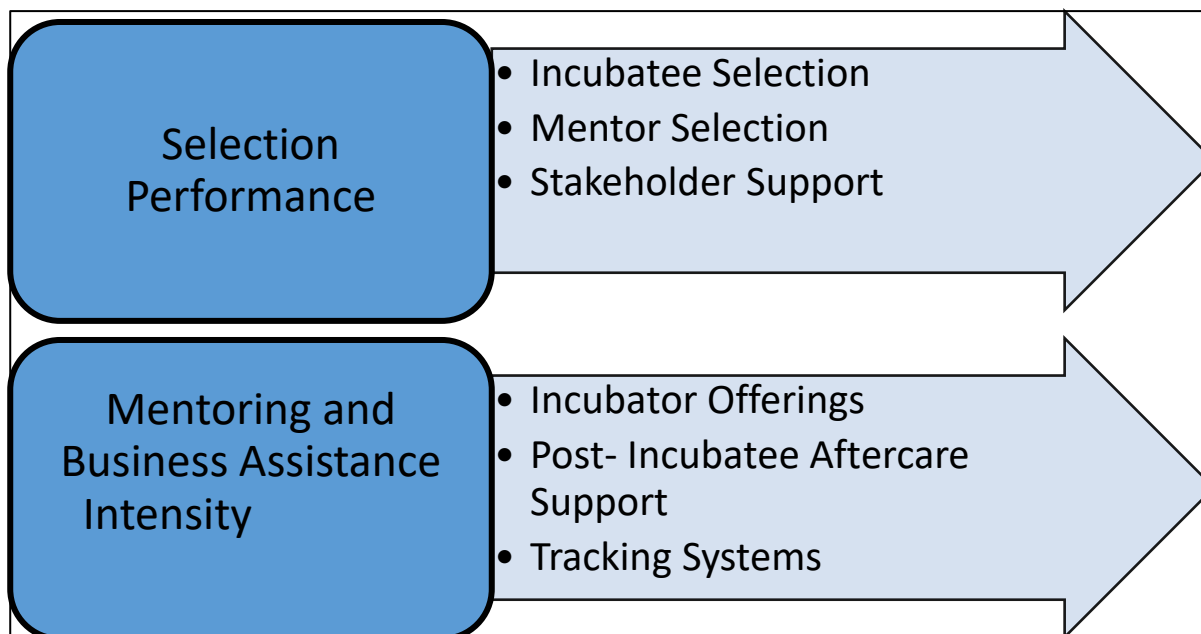 Selection
Performance
• Incubatee Selection
• Mentor Selection
• Stakeholder Support
Mentoring and
Business Assistance
Intensity
• Incubator Offerings
• Post- Incubatee Aftercare
Support
• Tracking Systems